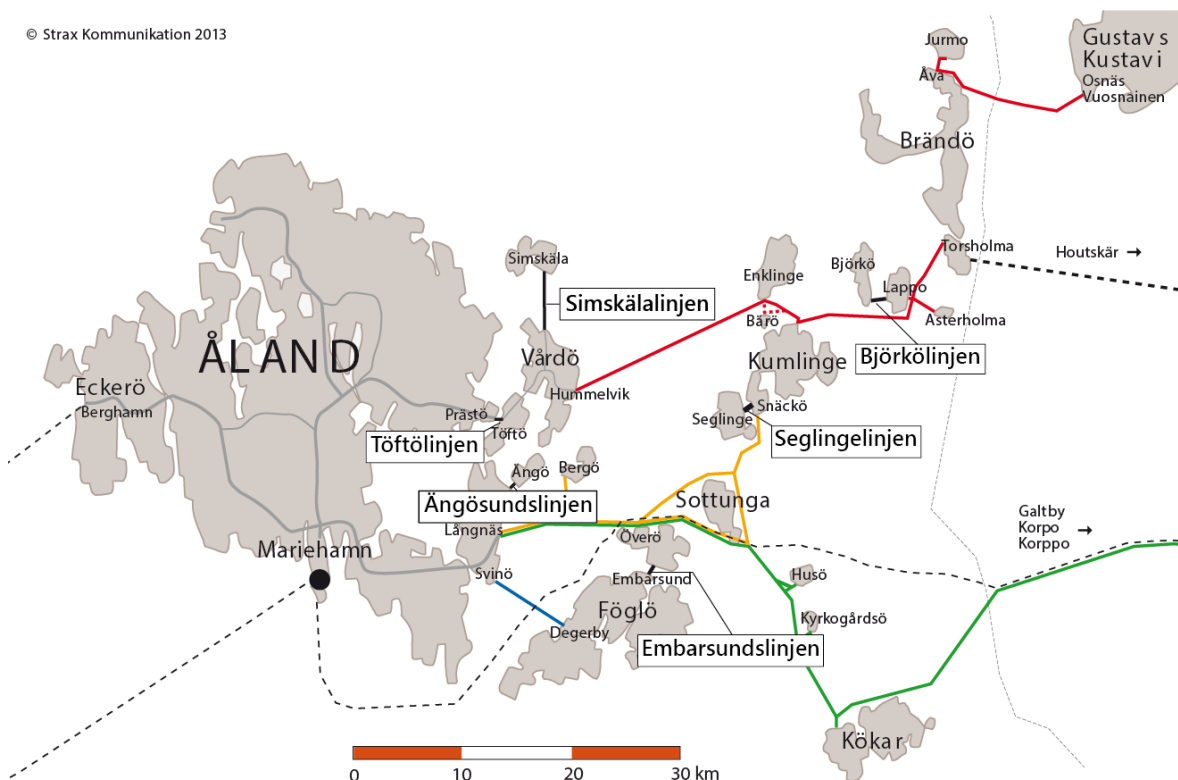 © Strax Kommunikation 2013
Jurmo
Gustavs
Kustavi
Åva
Osnäs
Vuosnainen
Brändö
Simskäla
Torsholma
Houtskär →
Enklinge
Björkö
Lappo
Simskälalinjen
Bärö
Asterholma
ÅLAND
Vårdö
Kumlinge
Björkölinjen
Eckerö
Berghamn
Hummelvik
Prästö
Töftö
Seglinge
Snäckö
Töftölinjen
Seglingelinjen
Ängö
Bergö
Ängösundslinjen
Sottunga
Långnäs
Överö
Galtby
Korpo →
Korppo
Mariehamn
Svinö
Embarsund
Husö
Föglö
Degerby
Kyrkogårdsö
Embarsundslinjen
Kökar
0 10 20 30 km